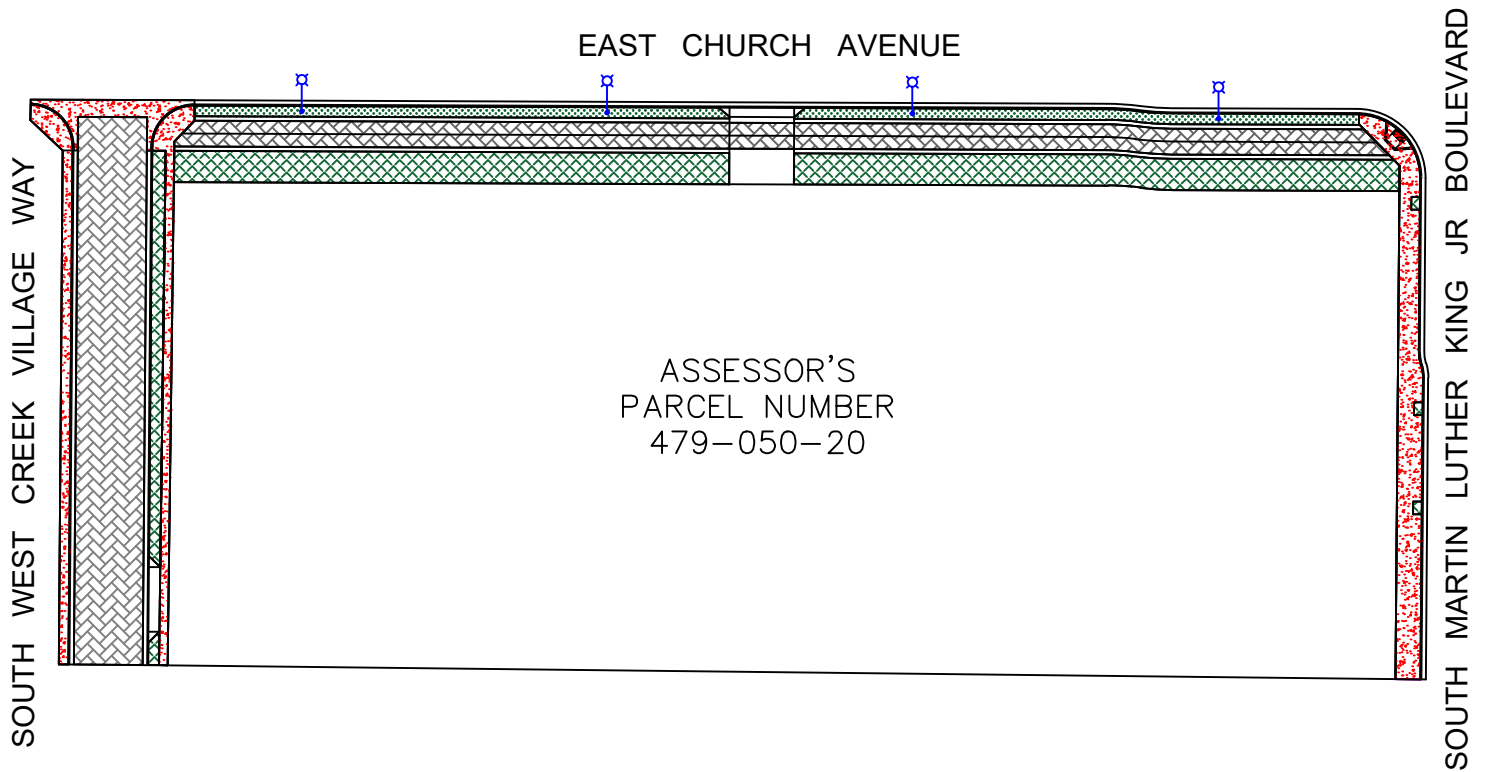 EAST CHURCH AVENUE
SOUTH WEST CREEK VILLAGE WAY
ASSESSOR'S
PARCEL NUMBER
479-050-20
SOUTH MARTIN LUTHER KING JR BOULEVARD